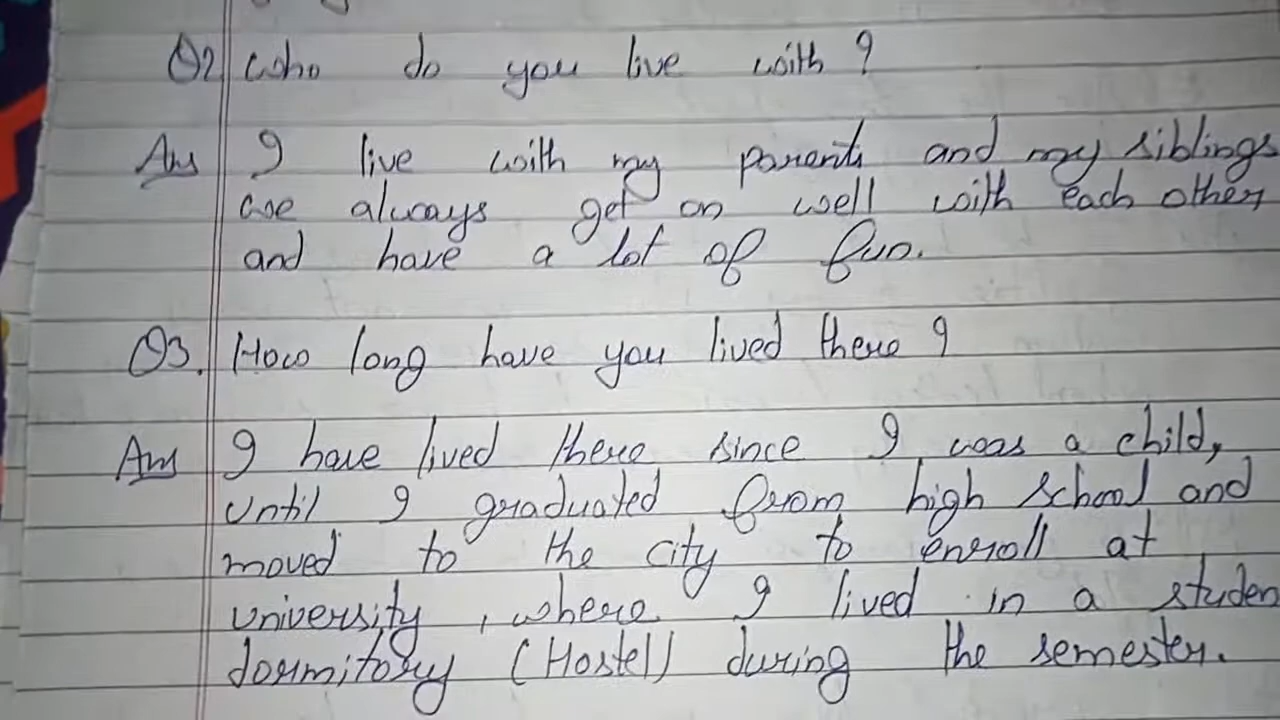 Q2 who do you live with ?
Ans I live with my parents and my siblings
we always get on well with each other,
and have a lot of fun.
Q3. How long have you lived there ?
Ans I have lived there since I was a child,
until I graduated from high school and
moved to the city to enroll at
university, where I lived in a studen
dormitory (Hostel) during the semester.